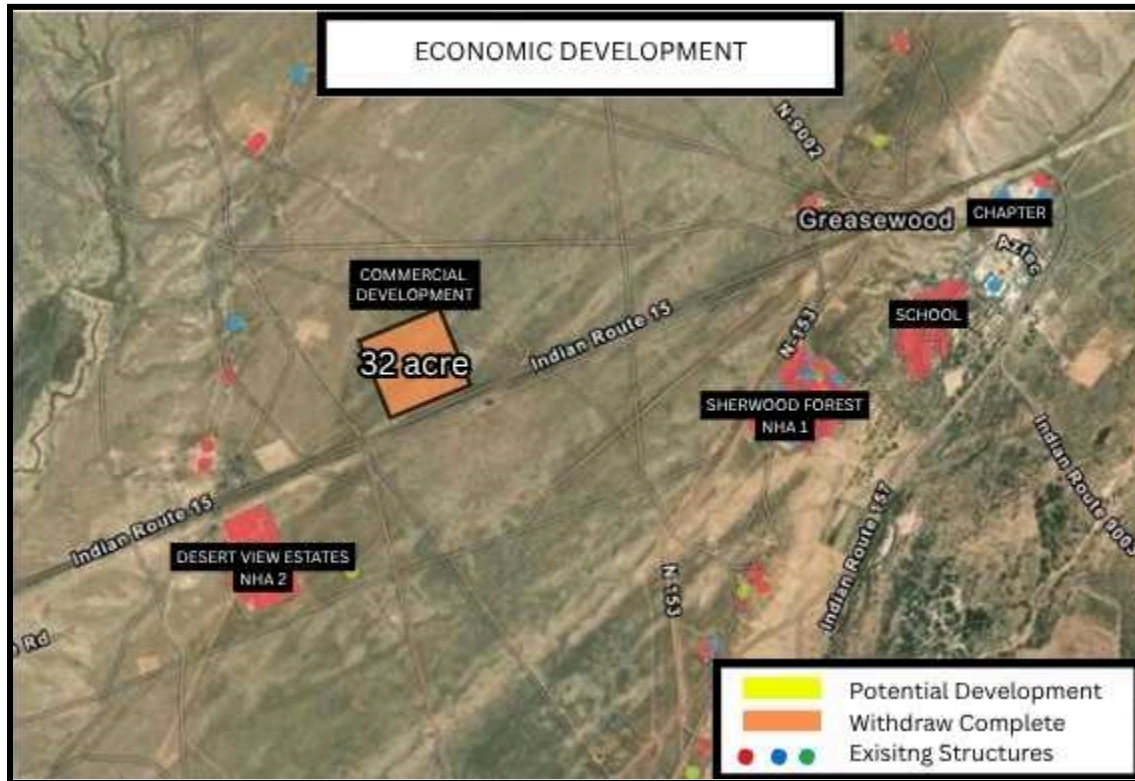 ECONOMIC DEVELOPMENT
N-9002
Greasewood
CHAPTER
Aztec
COMMERCIAL
DEVELOPMENT
32 acre
Indian Route 15
SCHOOL
N-153
SHERWOOD FOREST
NHA 1
Indian Route 9003
Indian Route 15
Indian Route 157
DESERT VIEW ESTATES
NHA 2
N-153
Rd
Potential Development
Withdraw Complete
Exisitng Structures